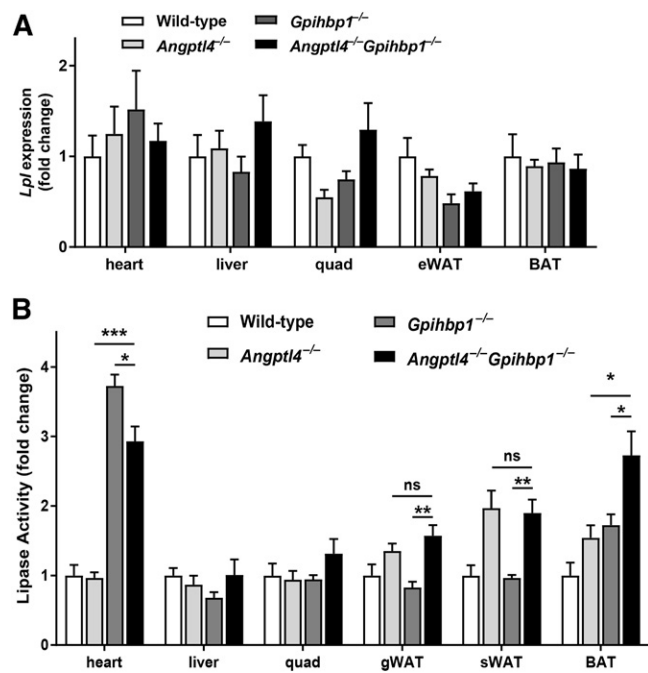 A
Wild-type
Gpihbp1−/−
Angptl4−/−
Angptl4−/−Gpihbp1−/−
Lpl expression
(fold change)
2
1
0
heart liver quad eWAT BAT
B
Wild-type
Gpihbp1−/−
Angptl4−/−
Angptl4−/−Gpihbp1−/−
Lipase Activity (fold change)
4
3
2
1
0
***
*
ns
**
ns
**
*
*
heart liver quad gWAT sWAT BAT